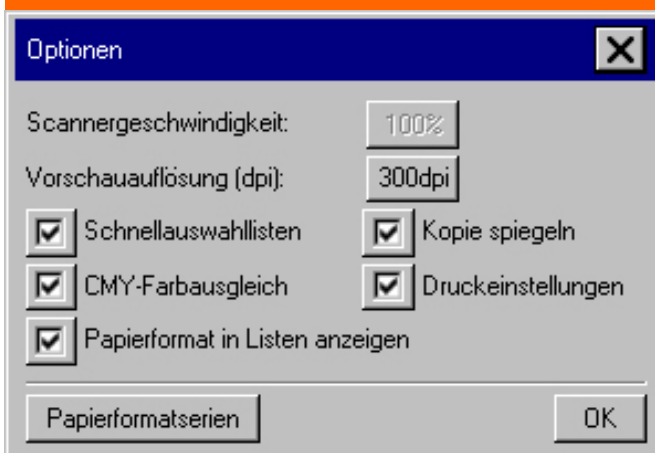 Optionen
Scannergeschwindigkeit: 100%
Vorschauauflösung (dpi): 300dpi
Schnellauswahllisten Kopie spiegeln
CMY-Farbausgleich Druckeinstellungen
Papierformat in Listen anzeigen
Papierformatserien OK